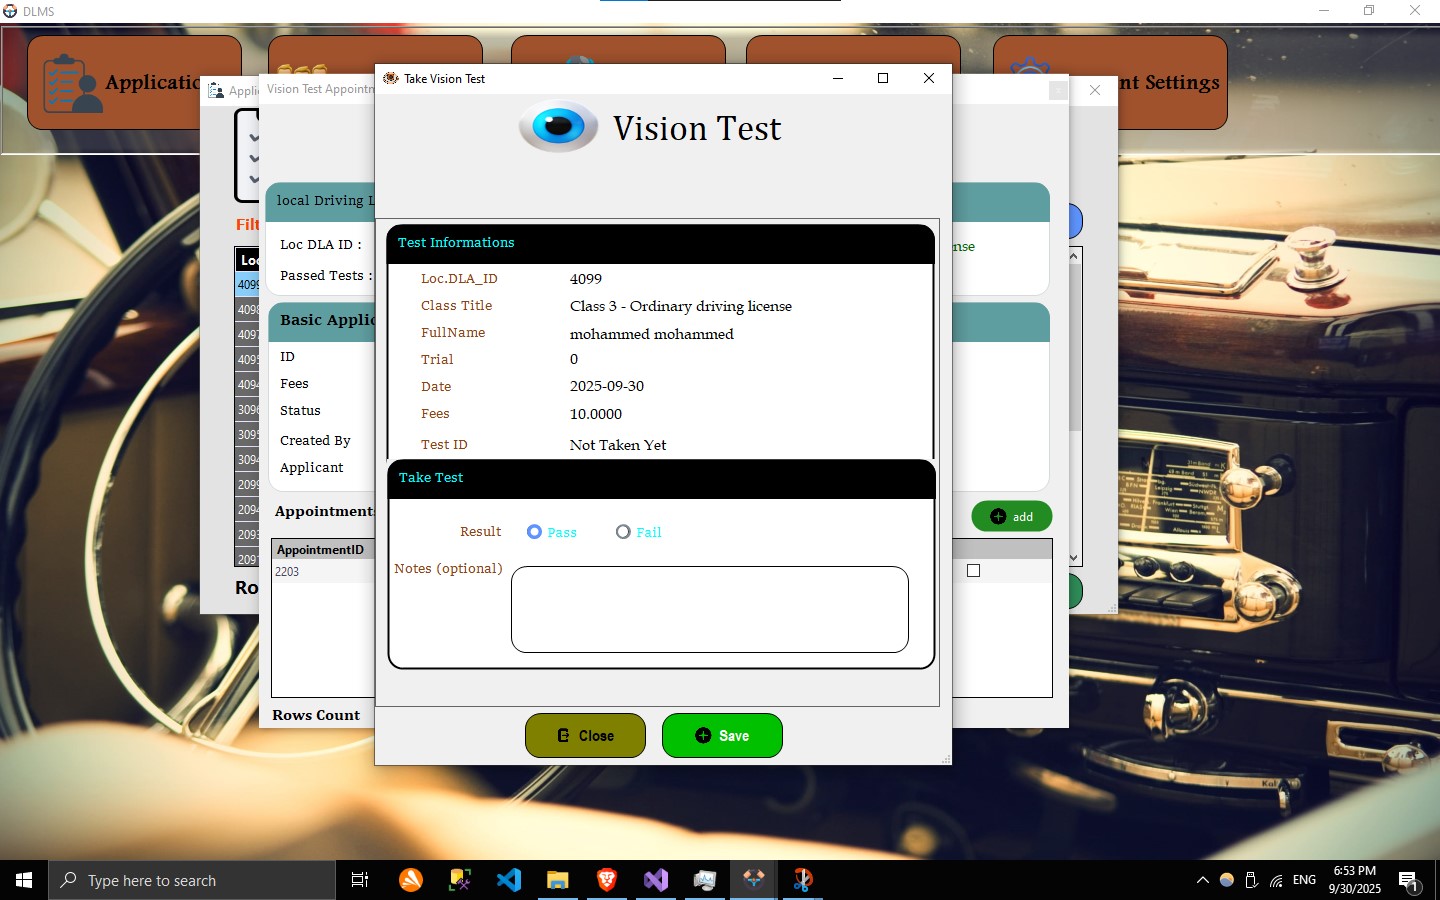 DLMS
Applicatio
nt Settings
Appli
Vision Test Appointm
Take Vision Test
Vision Test
local Driving L
Filt
Loc DLA ID :
nse
Passed Tests :
Loc
4099
4098
4097
4095
4094
3096
3095
3094
2099
2094
2093
2091
Basic Applic
ID
Fees
Status
Created By
Applicant
Appointments
add
AppointmentID
2203
Rows Count
Ro
Test Informations
Loc.DLA_ID 4099
Class Title Class 3 - Ordinary driving license
FullName mohammed mohammed
Trial 0
Date 2025-09-30
Fees 10.0000
Test ID Not Taken Yet
Take Test
Result Pass Fail
Notes (optional)
Close Save
Type here to search
ENG
6:53 PM
9/30/2025
1